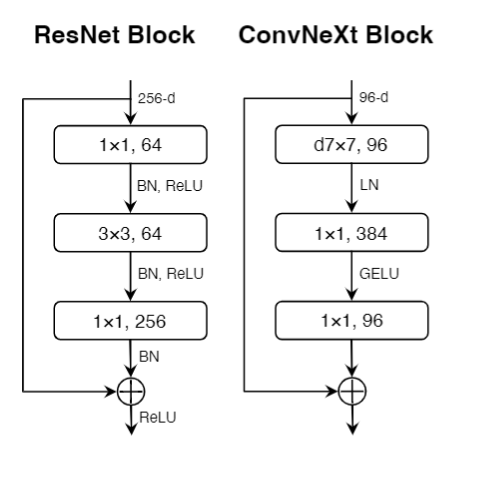 ResNet Block
256-d
1×1, 64
BN, ReLU
3×3, 64
BN, ReLU
1×1, 256
BN
ReLU
ConvNeXt Block
96-d
d7×7, 96
LN
1×1, 384
GELU
1×1, 96